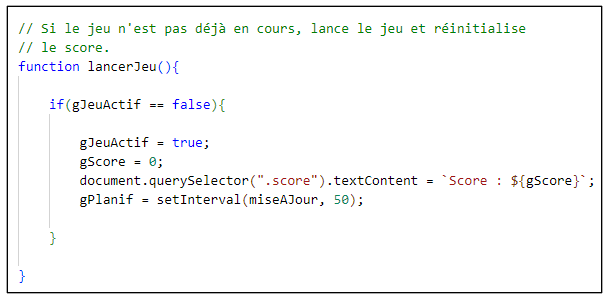 // Si le jeu n'est pas déjà en cours, lance le jeu et réinitialise
// le score.
function lancerJeu(){
if(gJeuActif == false){
gJeuActif = true;
gScore = 0;
document.querySelector(".score").textContent = `Score : ${gScore}`;
gPlanif = setInterval(miseAJour, 50);
}
}